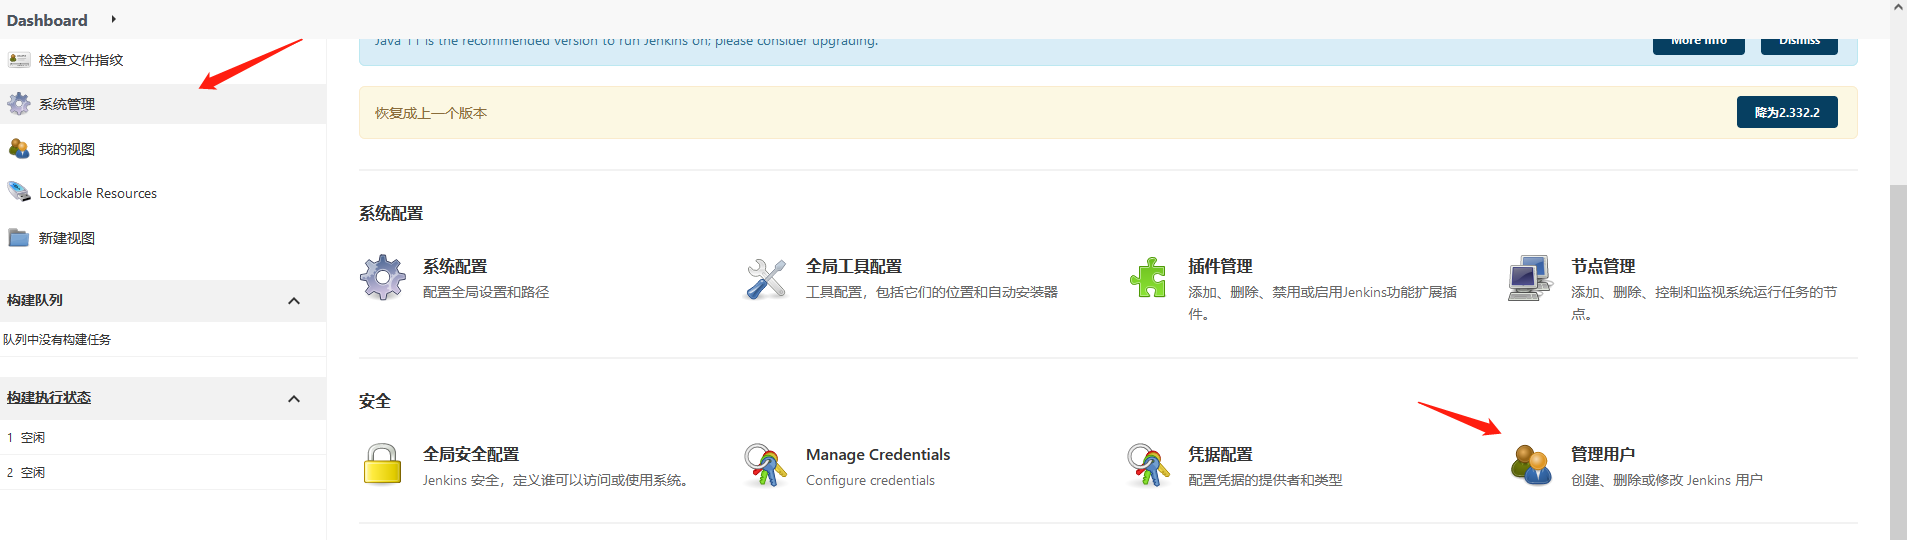 Dashboard
检查文件指纹
系统管理
我的视图
Lockable Resources
新建视图
构建队列
队列中没有构建任务
构建执行状态
1 空闲
2 空闲
Java 11 is the recommended version to run Jenkins on; please consider upgrading.
More Info
Dismiss
恢复成上一个版本
降为2.332.2
系统配置
系统配置
配置全局设置和路径
全局工具配置
工具配置，包括它们的位置和自动安装器
插件管理
添加、删除、禁用或启用Jenkins功能扩展插
件。
节点管理
添加、删除、控制和监视系统运行任务的节
点。
安全
全局安全配置
Jenkins 安全，定义谁可以访问或使用系统。
Manage Credentials
Configure credentials
凭据配置
配置凭据的提供者和类型
管理用户
创建、删除或修改 Jenkins 用户